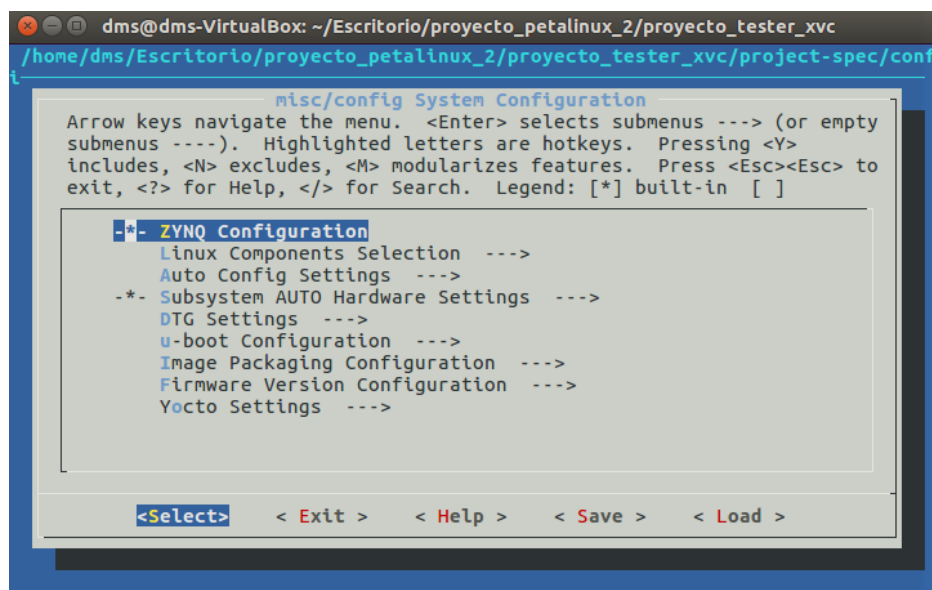 dms@dms-VirtualBox: ~/Escritorio/proyecto_petalinux_2/proyecto_tester_xvc
/home/dms/Escritorio/proyecto_petalinux_2/proyecto_tester_xvc/project-spec/conf
i
misc/config System Configuration
Arrow keys navigate the menu. <Enter> selects submenus ---> (or empty
submenus ----). Highlighted letters are hotkeys. Pressing <Y>
includes, <N> excludes, <M> modularizes features. Press <Esc><Esc> to
exit, <?> for Help, </> for Search. Legend: [*] built-in [ ]
-*- ZYNQ Configuration
Linux Components Selection --->
Auto Config Settings --->
-*- Subsystem AUTO Hardware Settings --->
DTG Settings --->
u-boot Configuration --->
Image Packaging Configuration --->
Firmware Version Configuration --->
Yocto Settings --->
<Select> < Exit > < Help > < Save > < Load >